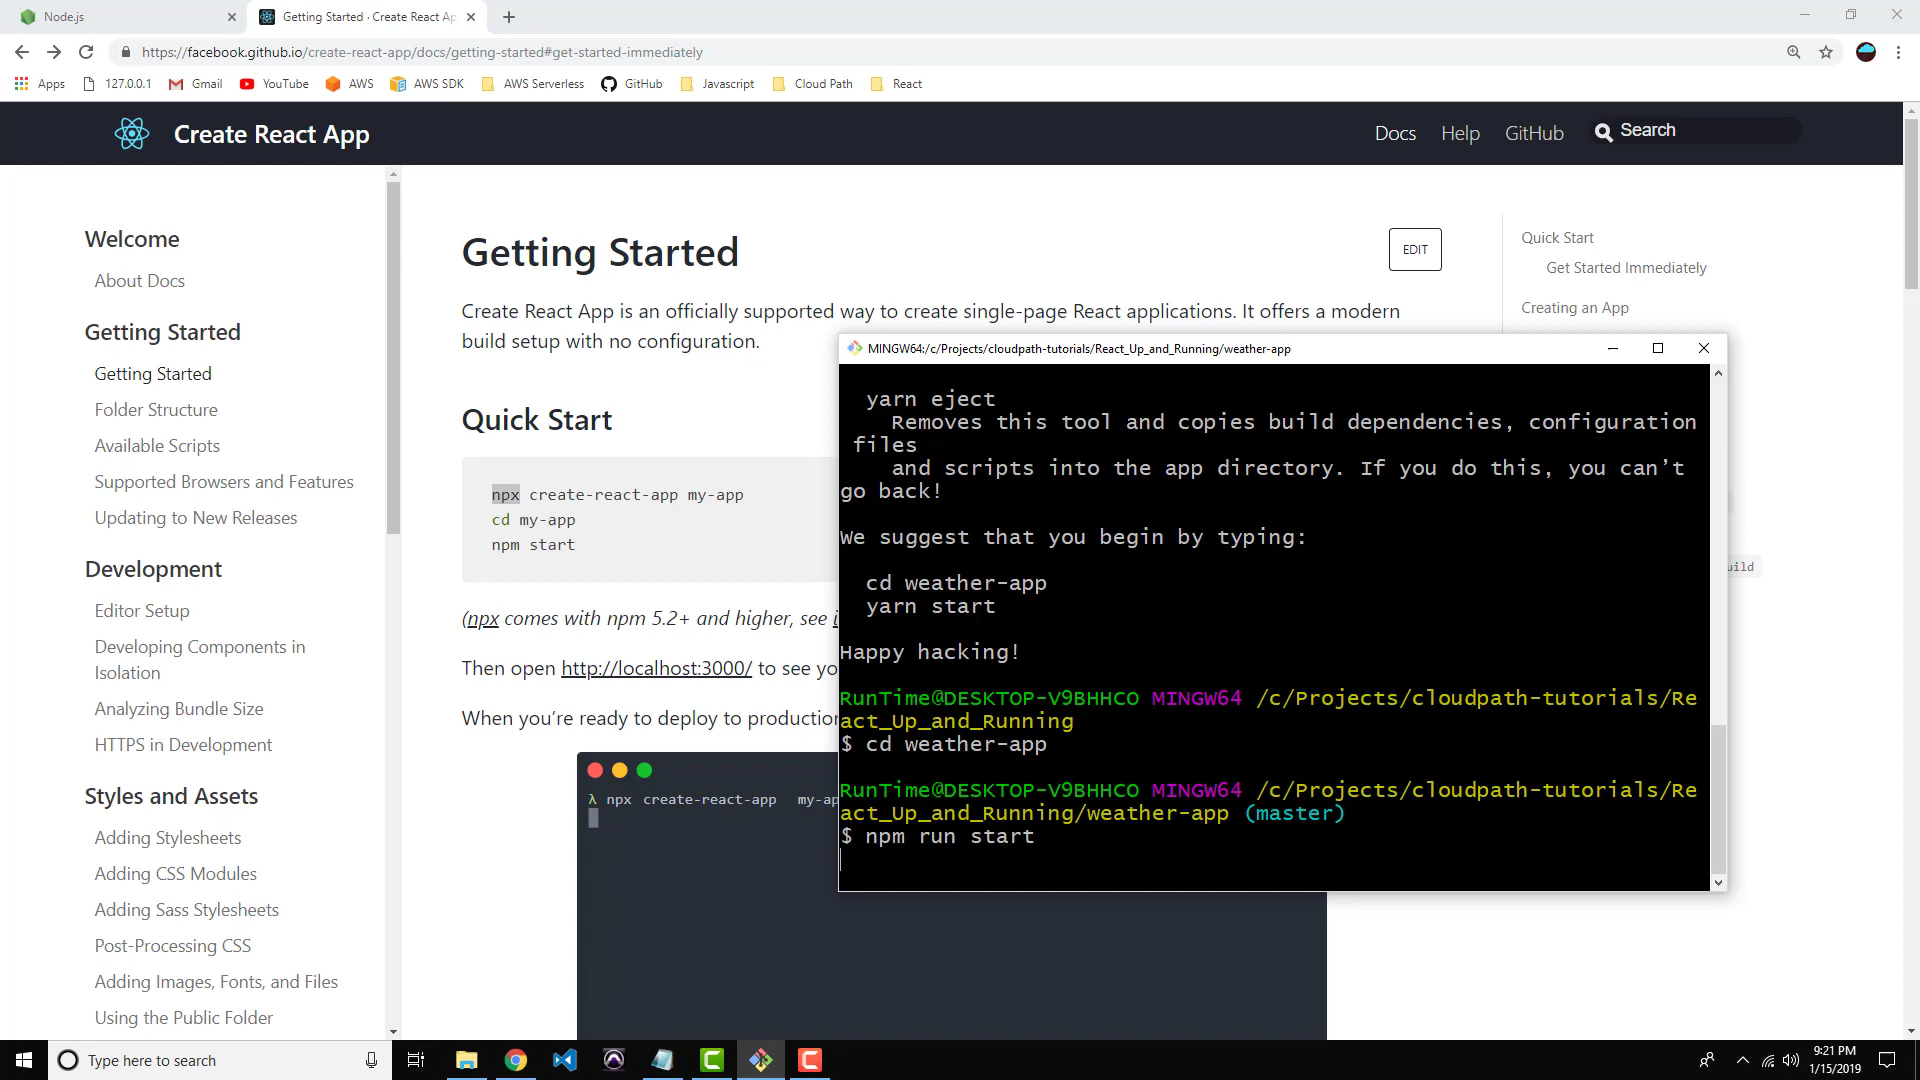 Node.js
Getting Started · Create React Ap
https://facebook.github.io/create-react-app/docs/getting-started#get-started-immediately
Apps 127.0.0.1 Gmail YouTube AWS AWS SDK AWS Serverless GitHub Javascript Cloud Path React
Create React App
Docs Help GitHub Search
Welcome
About Docs
Getting Started
Getting Started
Folder Structure
Available Scripts
Supported Browsers and Features
Updating to New Releases
Development
Editor Setup
Developing Components in
Isolation
Analyzing Bundle Size
HTTPS in Development
Styles and Assets
Adding Stylesheets
Adding CSS Modules
Adding Sass Stylesheets
Post-Processing CSS
Adding Images, Fonts, and Files
Using the Public Folder
Getting Started
EDIT
Create React App is an officially supported way to create single-page React applications. It offers a modern
build setup with no configuration.
Quick Start
npx create-react-app my-app
cd my-app
npm start
(npx comes with npm 5.2+ and higher, see
Then open http://localhost:3000/ to see yo
When you’re ready to deploy to production
λ npx create-react-app my-ap
Quick Start
Get Started Immediately
Creating an App
uild
MINGW64:/c/Projects/cloudpath-tutorials/React_Up_and_Running/weather-app
yarn eject
Removes this tool and copies build dependencies, configuration
files
and scripts into the app directory. If you do this, you can’t
go back!
We suggest that you begin by typing:
cd weather-app
yarn start
Happy hacking!
RunTime@DESKTOP-V9BHHCO MINGW64 /c/Projects/cloudpath-tutorials/Re
act_Up_and_Running
$ cd weather-app
RunTime@DESKTOP-V9BHHCO MINGW64 /c/Projects/cloudpath-tutorials/Re
act_Up_and_Running/weather-app (master)
$ npm run start
Type here to search
9:21 PM
1/15/2019